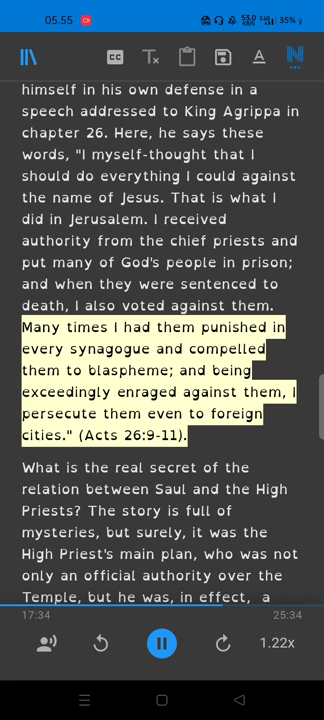 05.55
53.0
KB/S
35%
CC
T
A
N
himself in his own defense in a
speech addressed to King Agrippa in
chapter 26. Here, he says these
words, "I myself-thought that I
should do everything I could against
the name of Jesus. That is what I
did in Jerusalem. I received
authority from the chief priests and
put many of God's people in prison;
and when they were sentenced to
death, I also voted against them.
Many times I had them punished in
every synagogue and compelled
them to blaspheme; and being
exceedingly enraged against them, I
persecute them even to foreign
cities." (Acts 26:9-11).
What is the real secret of the
relation between Saul and the High
Priests? The story is full of
mysteries, but surely, it was the
High Priest's main plan, who was not
only an official authority over the
Temple, but he was, in effect, a
17:34
25:34
1.22x